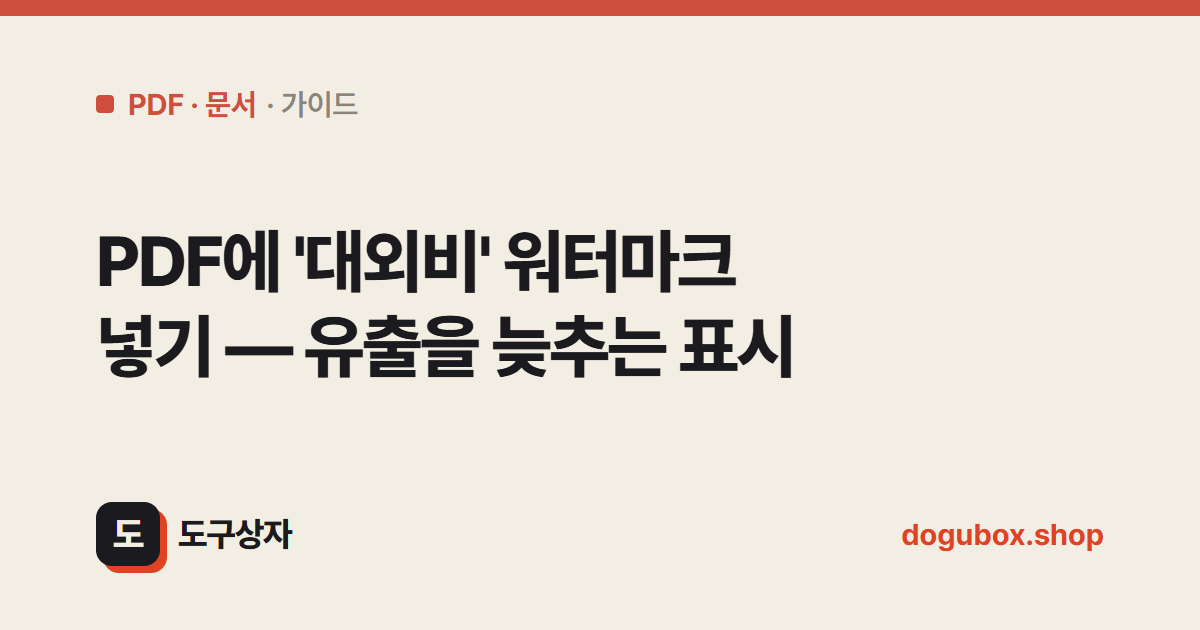 PDF · 문서 · 가이드
PDF에 '대외비' 워터마크
넣기 — 유출을 늦추는 표시
도 도구상자
dogubox.shop